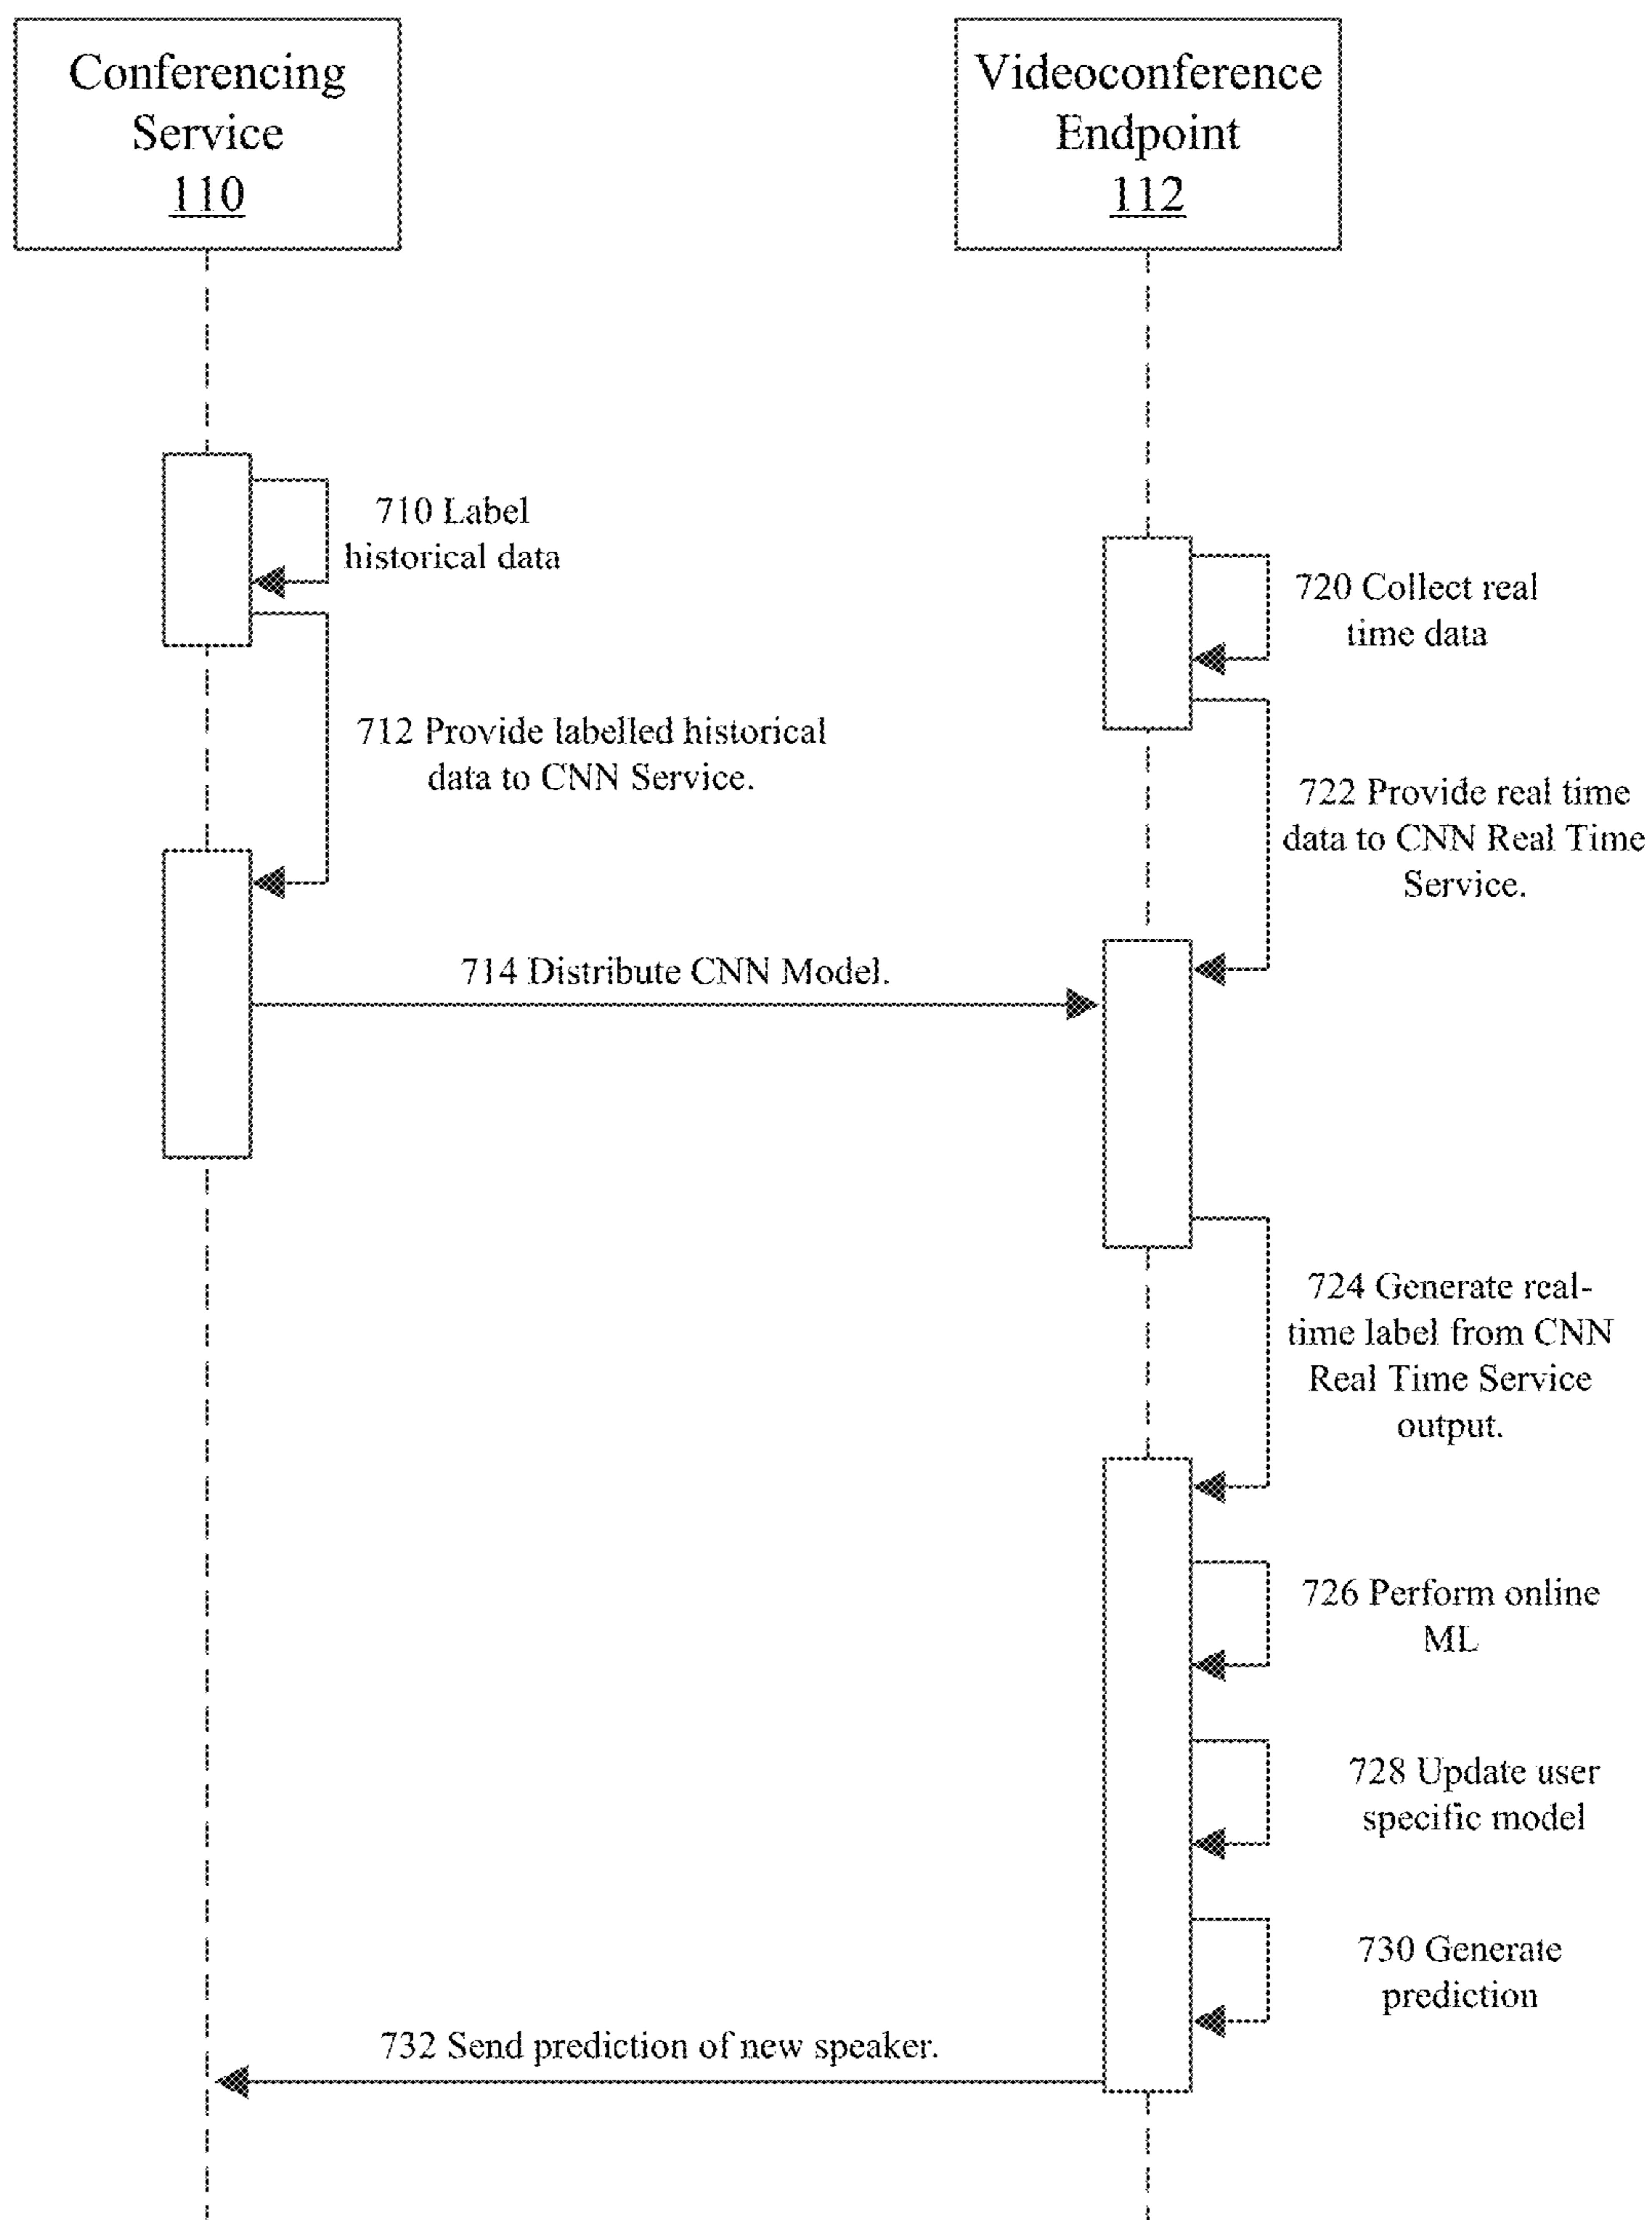 Conferencing
Service
110
Videoconference
Endpoint
112
710 Label
historical data
720 Collect real
time data
712 Provide labelled historical
data to CNN Service.
722 Provide real time
data to CNN Real Time
Service.
714 Distribute CNN Model.
724 Generate real-
time label from CNN
Real Time Service
output.
726 Perform online
ML
728 Update user
specific model
730 Generate
prediction
732 Send prediction of new speaker.